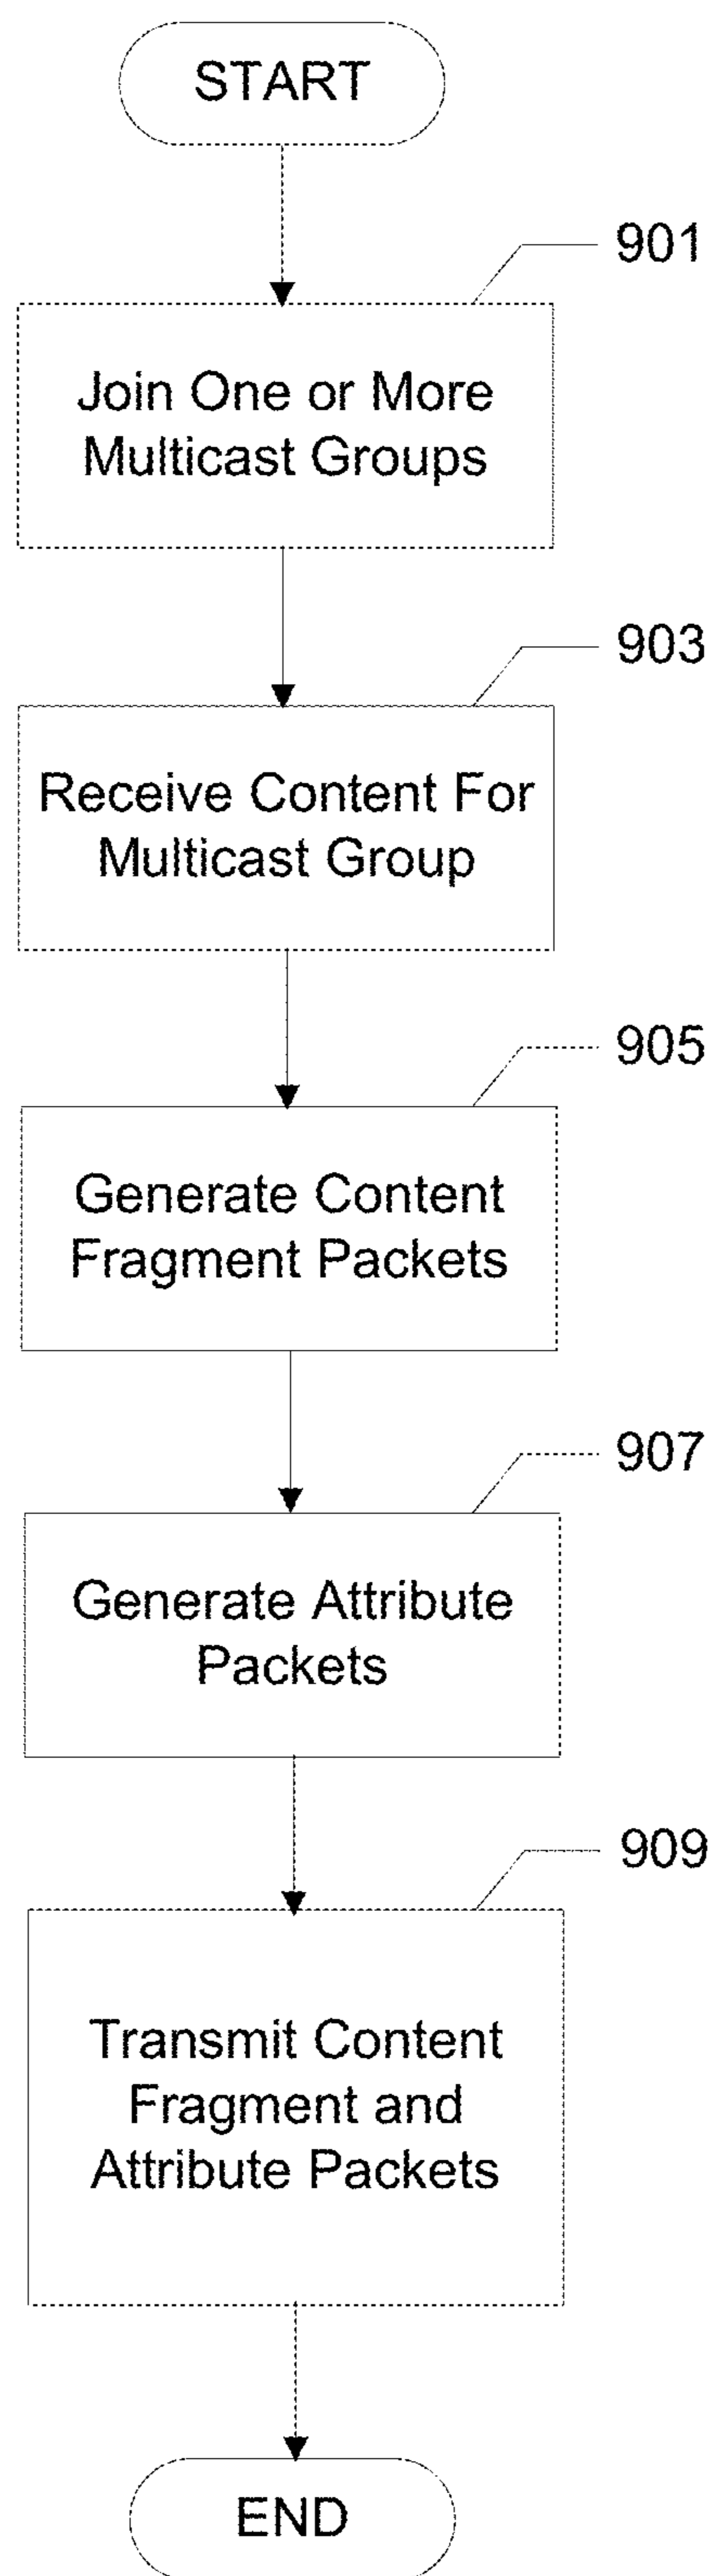 START
901
Join One or More
Multicast Groups
903
Receive Content For
Multicast Group
905
Generate Content
Fragment Packets
907
Generate Attribute
Packets
909
Transmit Content
Fragment and
Attribute Packets
END